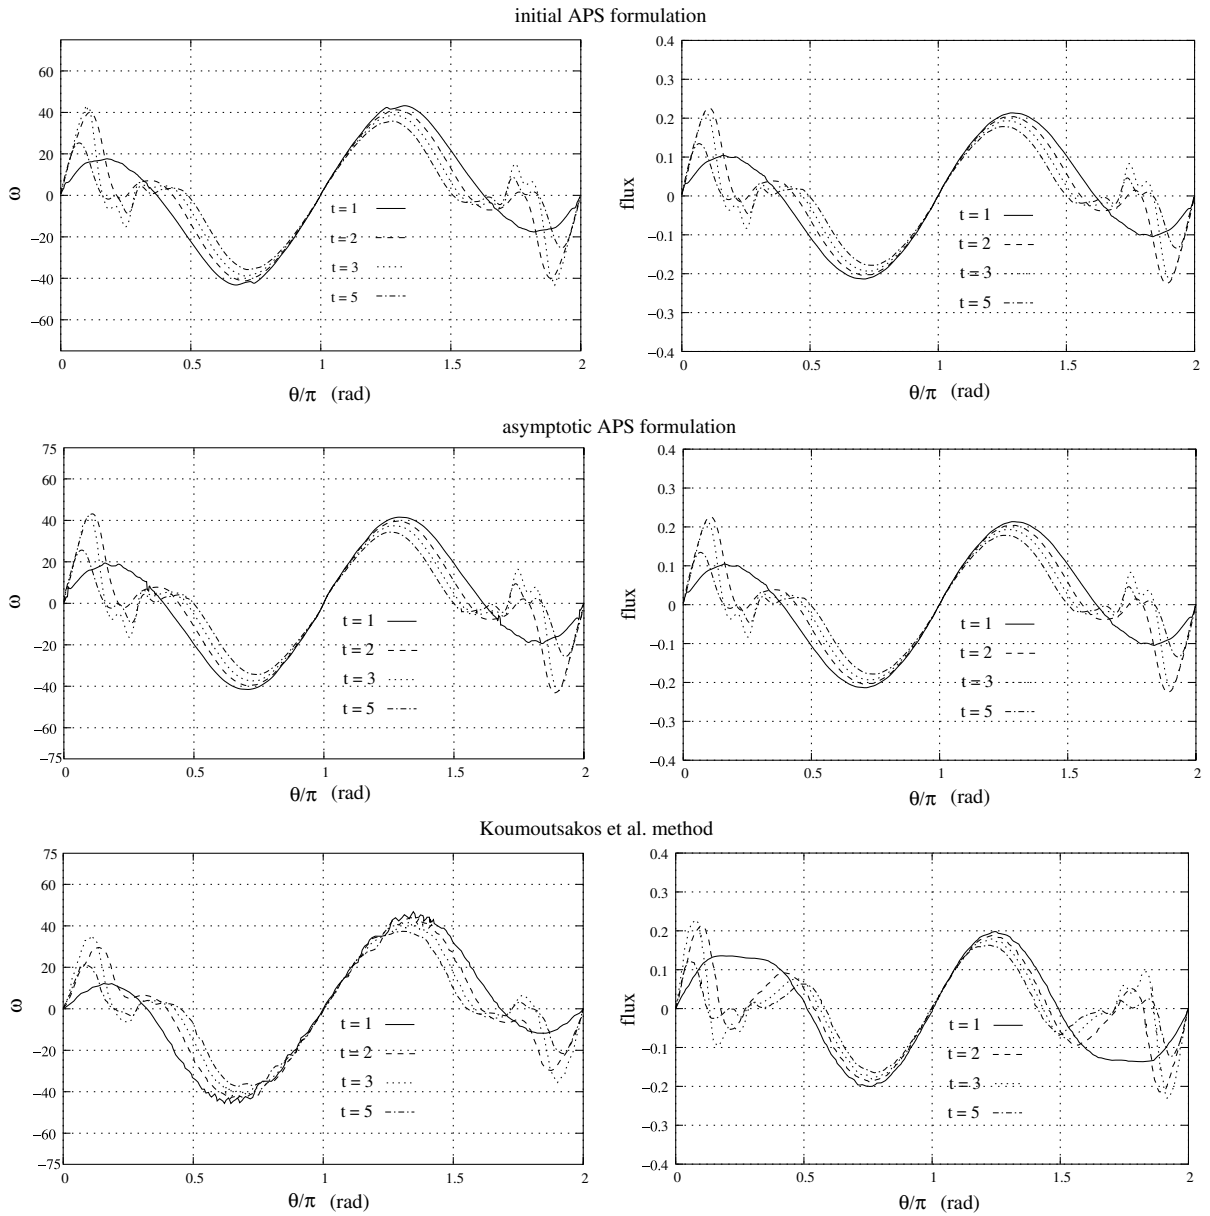 initial APS formulation
60
40
20
0
−20
−40
−60
ω
t = 1
t = 2
t = 3
t = 5
0
0.5
1
1.5
2
θ/π (rad)
0.4
0.3
0.2
0.1
0
−0.1
−0.2
−0.3
−0.4
flux
t = 1
t = 2
t = 3
t = 5
0
0.5
1
1.5
2
θ/π (rad)
asymptotic APS formulation
75
60
40
20
0
−20
−40
−60
−75
ω
t = 1
t = 2
t = 3
t = 5
0
0.5
1
1.5
2
θ/π (rad)
0.4
0.3
0.2
0.1
0
−0.1
−0.2
−0.3
−0.4
flux
t = 1
t = 2
t = 3
t = 5
0
0.5
1
1.5
2
θ/π (rad)
Koumoutsakos et al. method
75
60
40
20
0
−20
−40
−60
−75
ω
t = 1
t = 2
t = 3
t = 5
0
0.5
1
1.5
2
θ/π (rad)
0.4
0.3
0.2
0.1
0
−0.1
−0.2
−0.3
−0.4
flux
t = 1
t = 2
t = 3
t = 5
0
0.5
1
1.5
2
θ/π (rad)